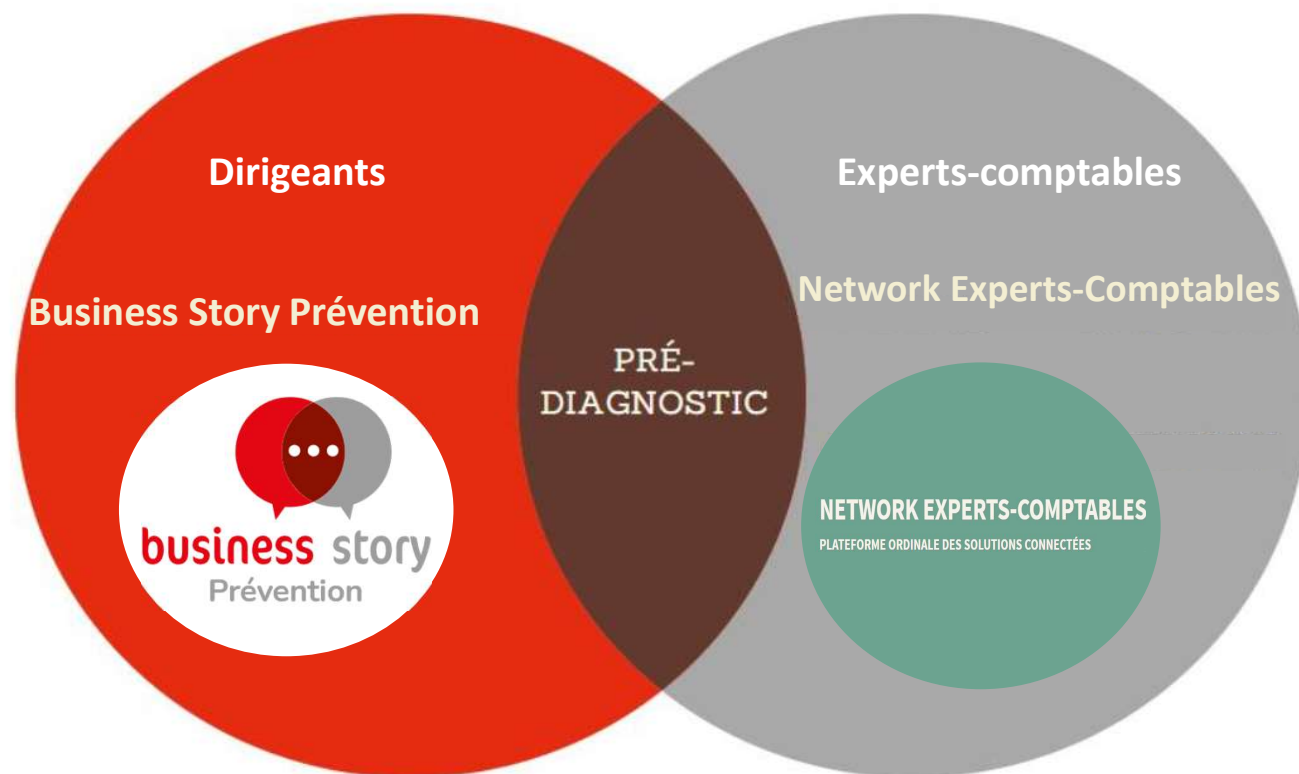 Dirigeants
Business Story Prévention
business story
Prévention
PRÉ-
DIAGNOSTIC
Experts-comptables
Network Experts-Comptables
NETWORK EXPERTS-COMPTABLES
PLATEFORME ORDINALE DES SOLUTIONS CONNECTÉES